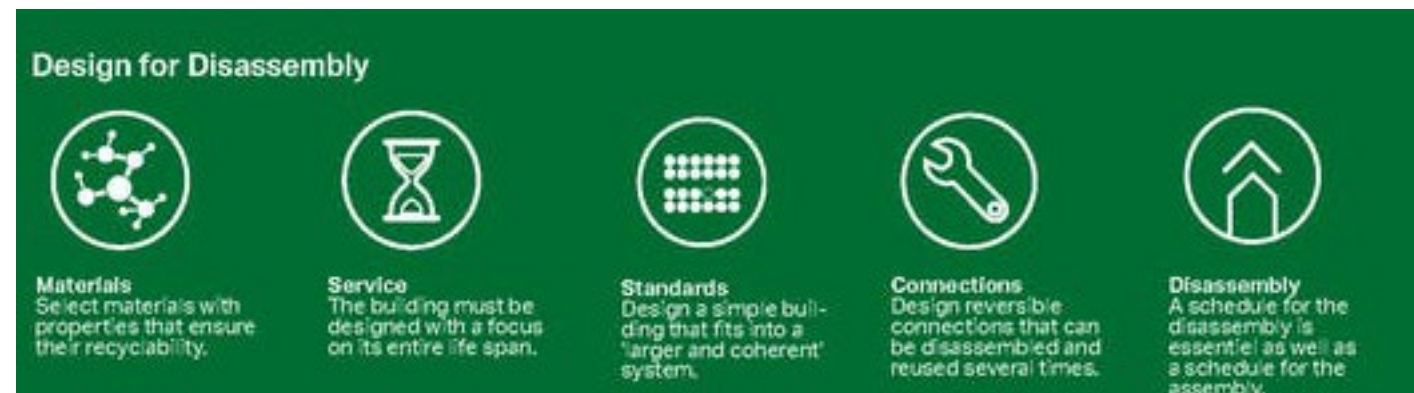 Design for Disassembly
Materials
Select materials with
properties that ensure
their recyclability.
Service
The building must be
designed with a focus
on its entire life span.
Standards
Design a simple buil-
ding that fits into a
'larger and coherent'
system.
Connections
Design reversible
connections that can
be disassembled and
reused several times.
Disassembly
A schedule for the
disassembly is
essentiel as well as
a schedule for the
assembly.